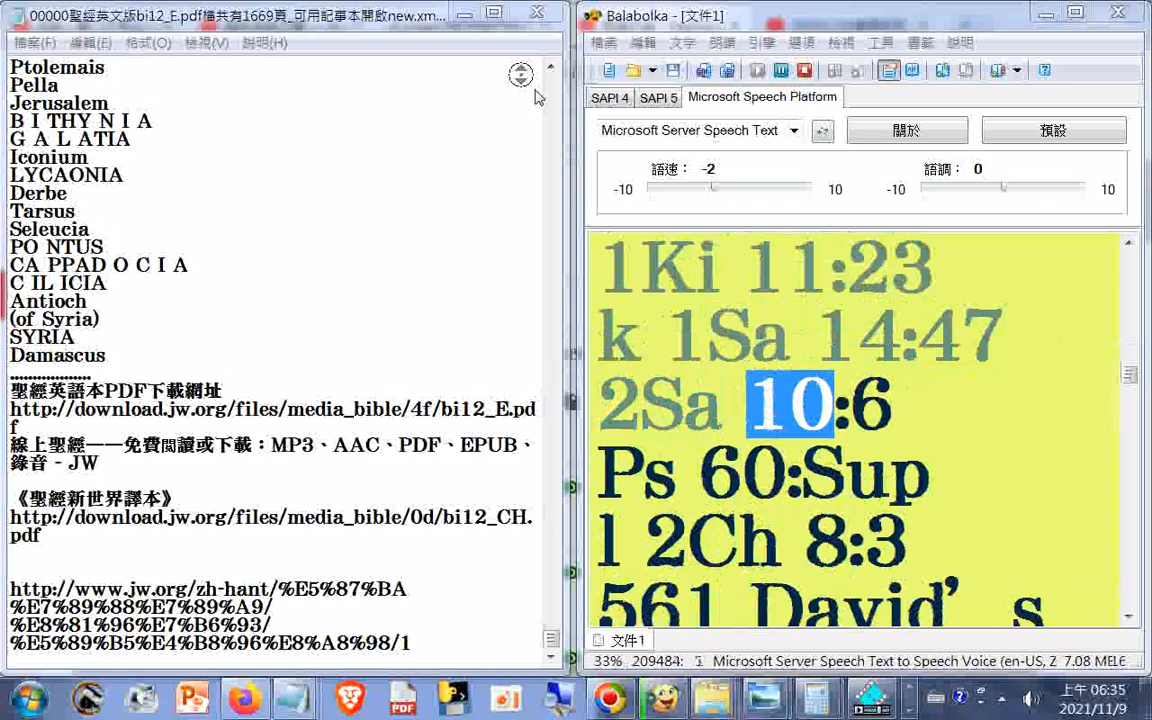 00000聖經英文版bi12_E.pdf檔共有1669頁_可用記事本開啟new.xm...
檔案(F) 編輯(E) 格式(O) 檢視(V) 說明(H)
Ptolemais
Pella
Jerusalem
B I THY N I A
G A L ATIA
Iconium
LYCAONIA
Derbe
Tarsus
Seleucia
PO NTUS
CA PPAD O C I A
C IL ICIA
Antioch
(of Syria)
SYRIA
Damascus
..................
聖經英語本PDF下載網址
http://download.jw.org/files/media_bible/4f/bi12_E.pd
f
線上聖經——免費閱讀或下載：MP3、AAC、PDF、EPUB、
錄音 - JW
《聖經新世界譯本》
http://download.jw.org/files/media_bible/0d/bi12_CH.
pdf
http://www.jw.org/zh-hant/%E5%87%BA
%E7%89%88%E7%89%A9/
%E8%81%96%E7%B6%93/
%E5%89%B5%E4%B8%96%E8%A8%98/1
Balabolka - [文件1]
檔案 編輯 文字 朗讀 引擎 選項 檢視 工具 書籤 說明
SAPI 4 SAPI 5 Microsoft Speech Platform
Microsoft Server Speech Text 關於 預設
語速： -2 語調： 0
-10 10 -10 10
1Ki 11:23
k 1Sa 14:47
2Sa 10:6
Ps 60:Sup
l 2Ch 8:3
561 David’s
文件1
33% 209484: 1 Microsoft Server Speech Text to Speech Voice (en-US, Z 7.08 МБ
PDF
上午 06:35
2021/11/9